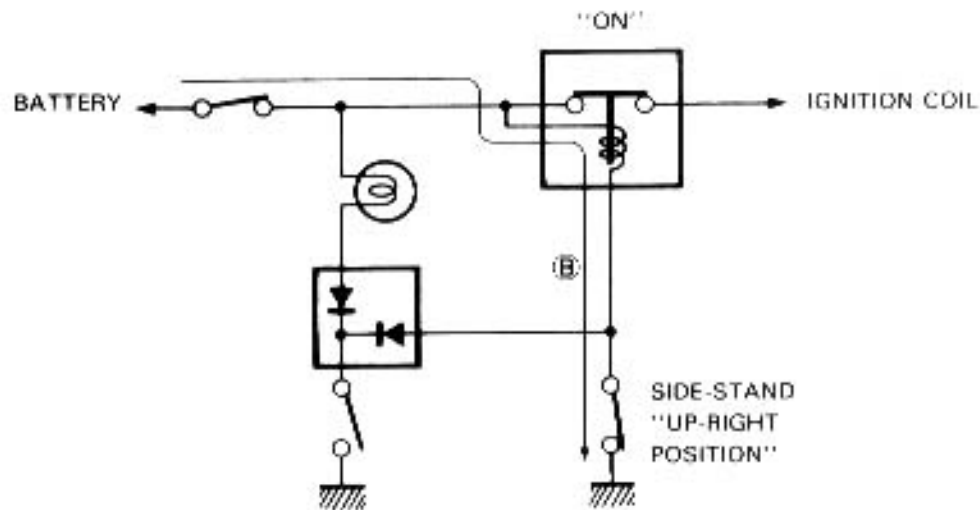 "ON"
BATTERY
IGNITION COIL
Ⓑ
SIDE-STAND
"UP-RIGHT
POSITION"